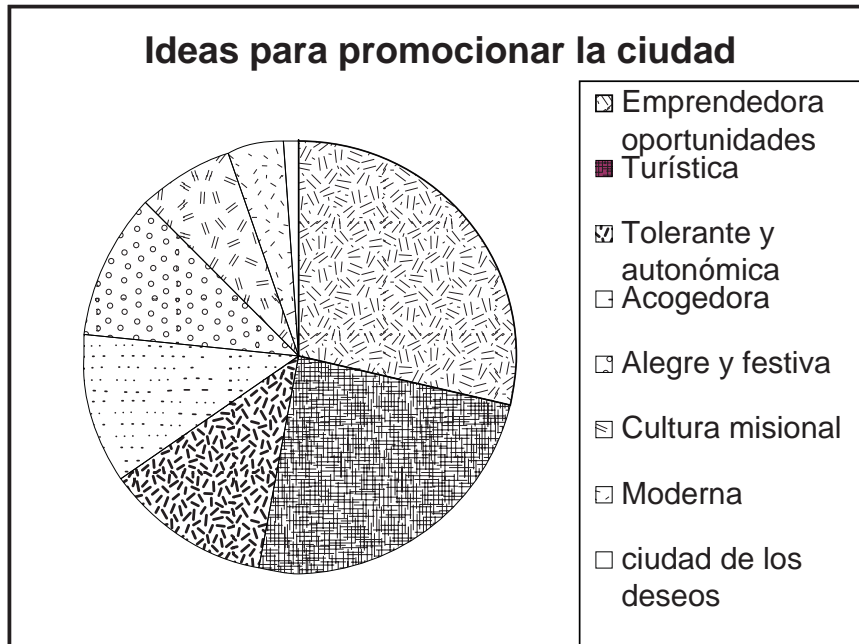 Ideas para promocionar la ciudad
Emprendedora
oportunidades
Turística
Tolerante y
autonómica
Acogedora
Alegre y festiva
Cultura misional
Moderna
ciudad de los
deseos